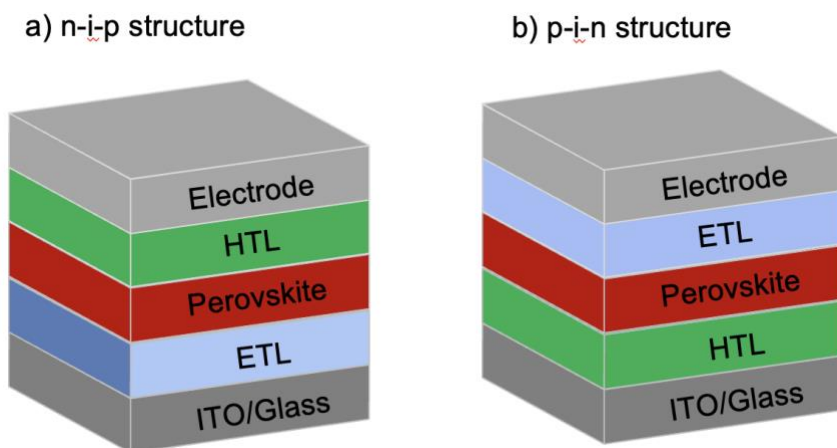 a) n-i-p structure
b) p-i-n structure
Electrode
HTL
Perovskite
ETL
ITO/Glass
Electrode
ETL
Perovskite
HTL
ITO/Glass